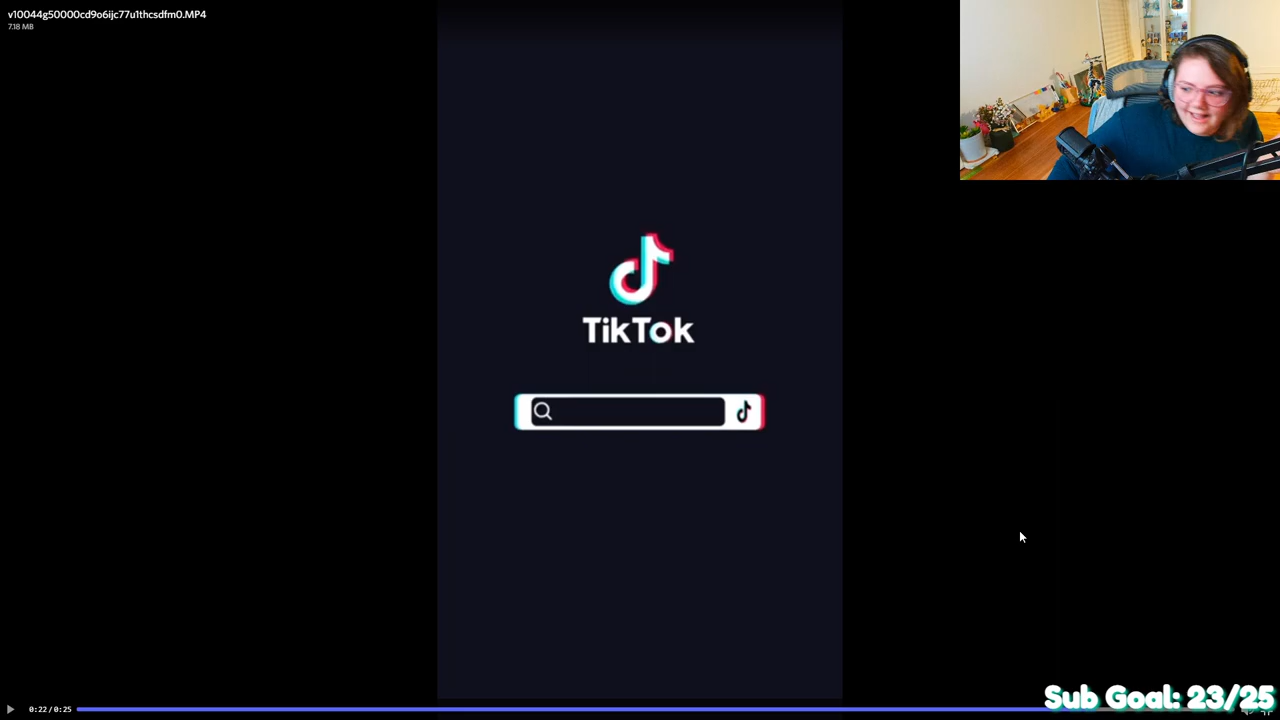 v10044g50000cd9o6ijc77u1thcsdfm0.MP4
7.18 MB
TikTok
0:22/0:25
Sub Goal: 23/25